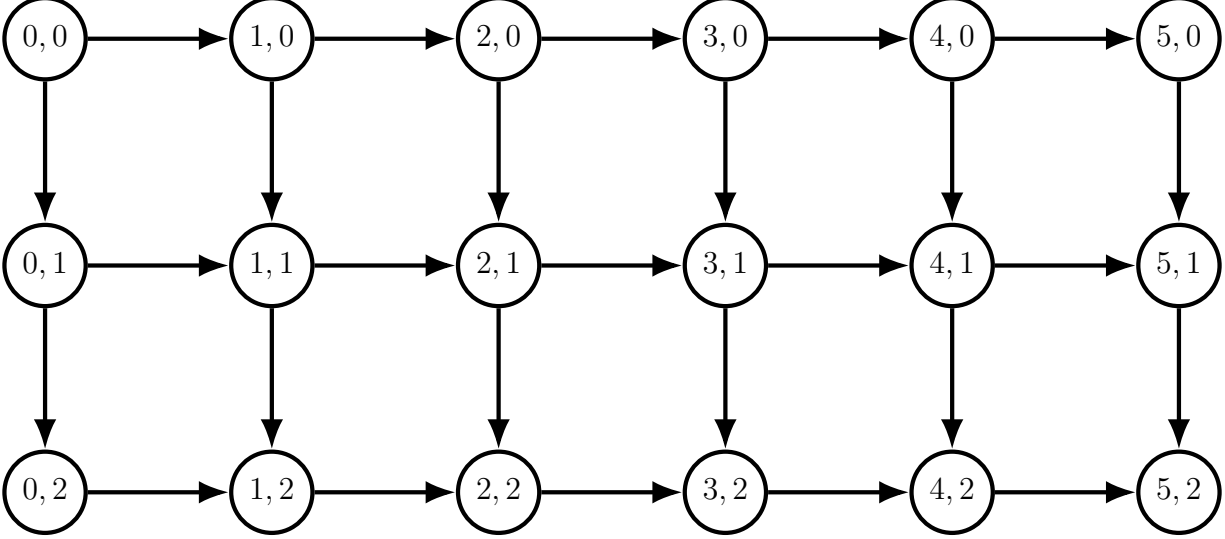 0, 0 1, 0 2, 0 3, 0 4, 0 5, 0
0, 1 1, 1 2, 1 3, 1 4, 1 5, 1
0, 2 1, 2 2, 2 3, 2 4, 2 5, 2